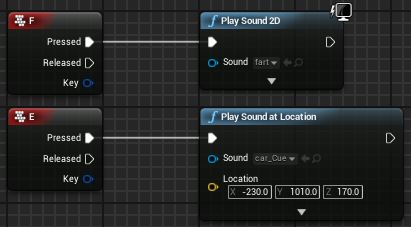 F
Pressed
Released
Key
f Play Sound 2D
Sound fart
E
Pressed
Released
Key
f Play Sound at Location
Sound car_Cue
Location
X -230.0 Y 1010.0 Z 170.0